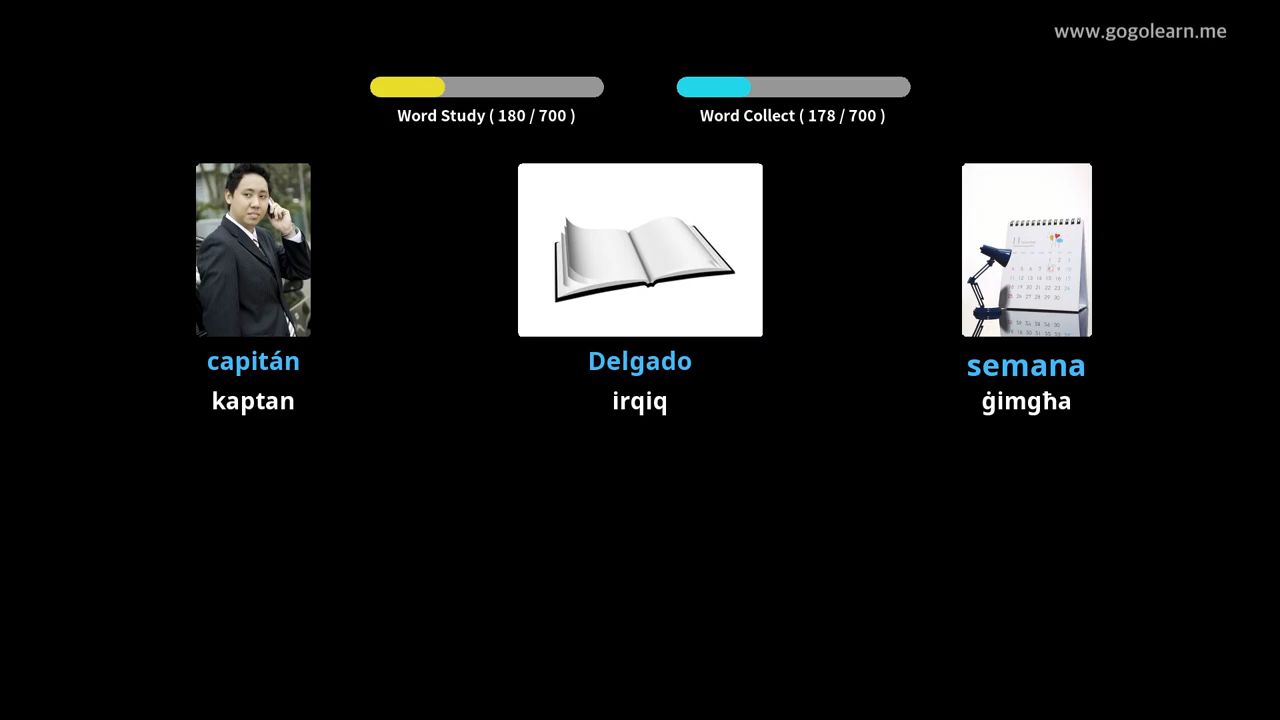 www.gogolearn.me
Word Study ( 180 / 700 )
Word Collect ( 178 / 700 )
capitán
Delgado
semana
kaptan
irqiq
ġimgħa